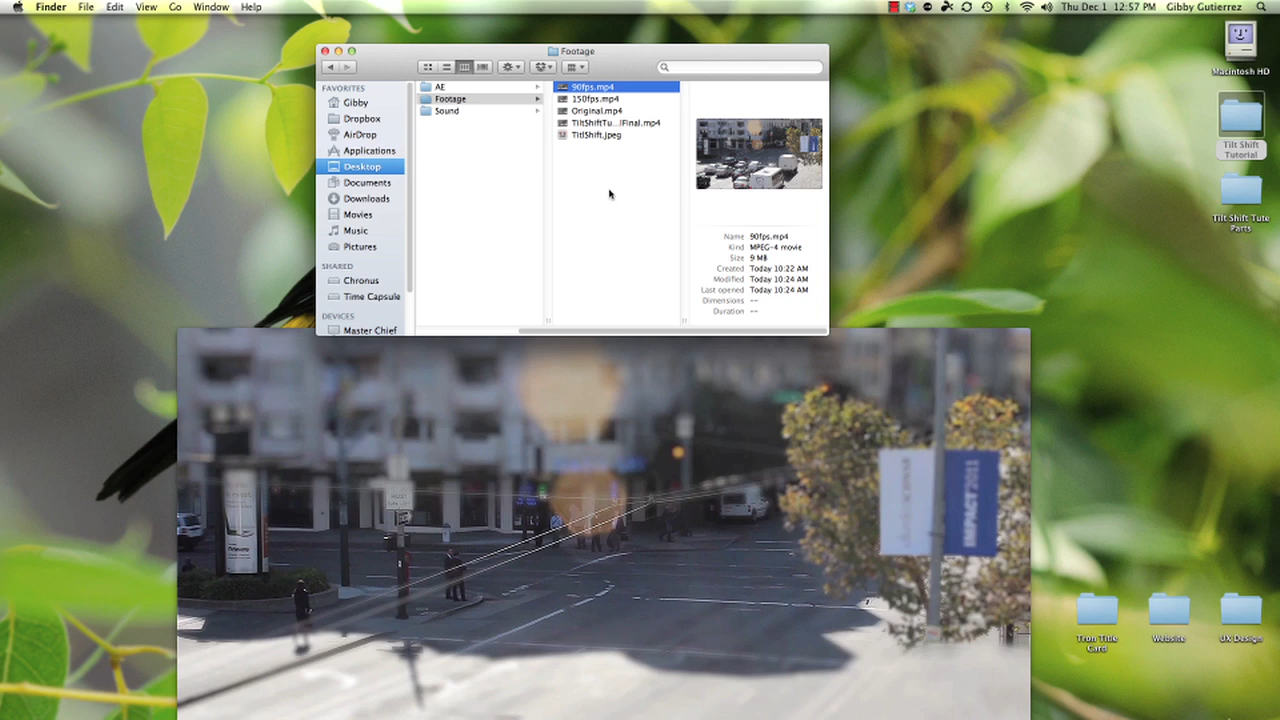 Finder File Edit View Go Window Help
Thu Dec 1 12:57 PM Gibby Gutierrez
Footage
FAVORITES
Gibby
Dropbox
AirDrop
Applications
Desktop
Documents
Downloads
Movies
Music
Pictures
SHARED
Chronus
Time Capsule
DEVICES
Master Chief
AE
Footage
Sound
90fps.mp4
150fps.mp4
Original.mp4
TiltShiftTu...lFinal.mp4
TitlShift.jpeg
Name 90fps.mp4
Kind MPEG-4 movie
Size 9 MB
Created Today 10:22 AM
Modified Today 10:24 AM
Last opened Today 10:24 AM
Dimensions --
Duration --
Macintosh HD
Tilt Shift
Tutorial
Tilt Shift Tute
Parts
IMPACT 2011
Tron Title
Card
Website
UX Design